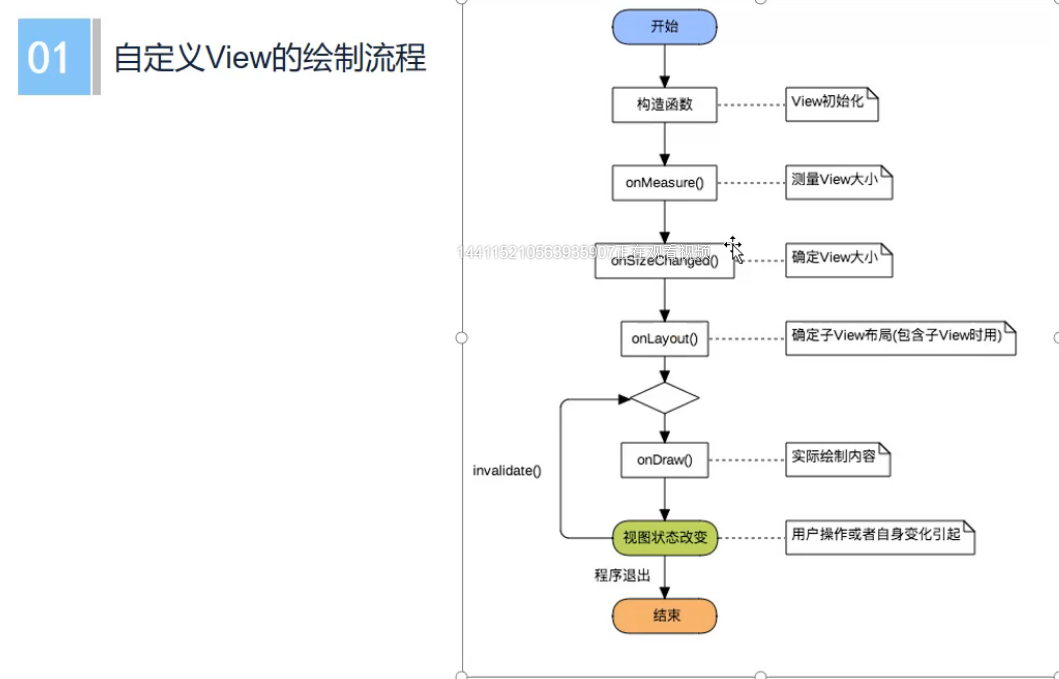 01
自定义View的绘制流程
开始
构造函数
View初始化
onMeasure()
测量View大小
144115210563935907正在观看视频
onSizeChanged()
确定View大小
onLayout()
确定子View布局(包含子View时用)
invalidate()
onDraw()
实际绘制内容
视图状态改变
用户操作或者自身变化引起
程序退出
结束